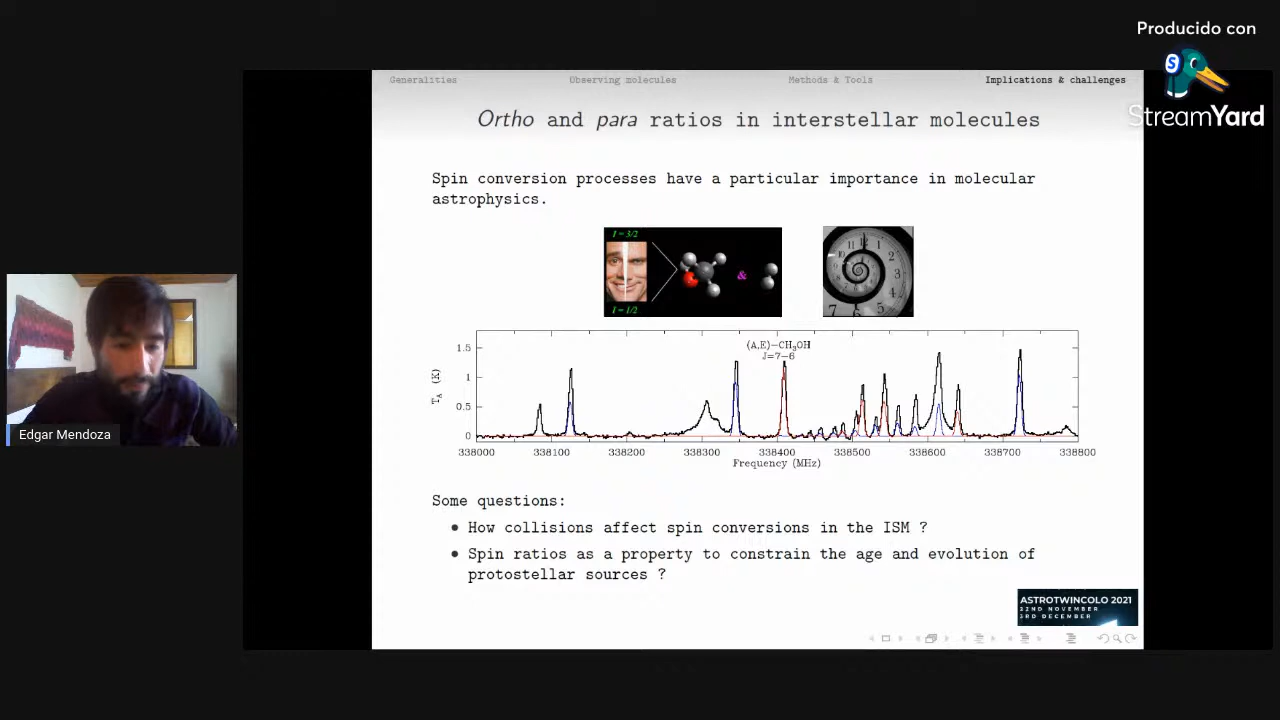 Producido con
StreamYard
Generalities Observing molecules Methods & Tools Implications & challenges
Ortho and para ratios in interstellar molecules
Spin conversion processes have a particular importance in molecular
astrophysics.
I = 3/2
&
I = 1/2
(A,E)−CH₃OH
J=7−6
1.5
1
0.5
0
T_A (K)
338000 338100 338200 338300 338400 338500 338600 338700 338800
Frequency (MHz)
Edgar Mendoza
Some questions:
• How collisions affect spin conversions in the ISM ?
• Spin ratios as a property to constrain the age and evolution of
protostellar sources ?
ASTROTWINCOLO 2021
22ND NOVEMBER
3RD DECEMBER